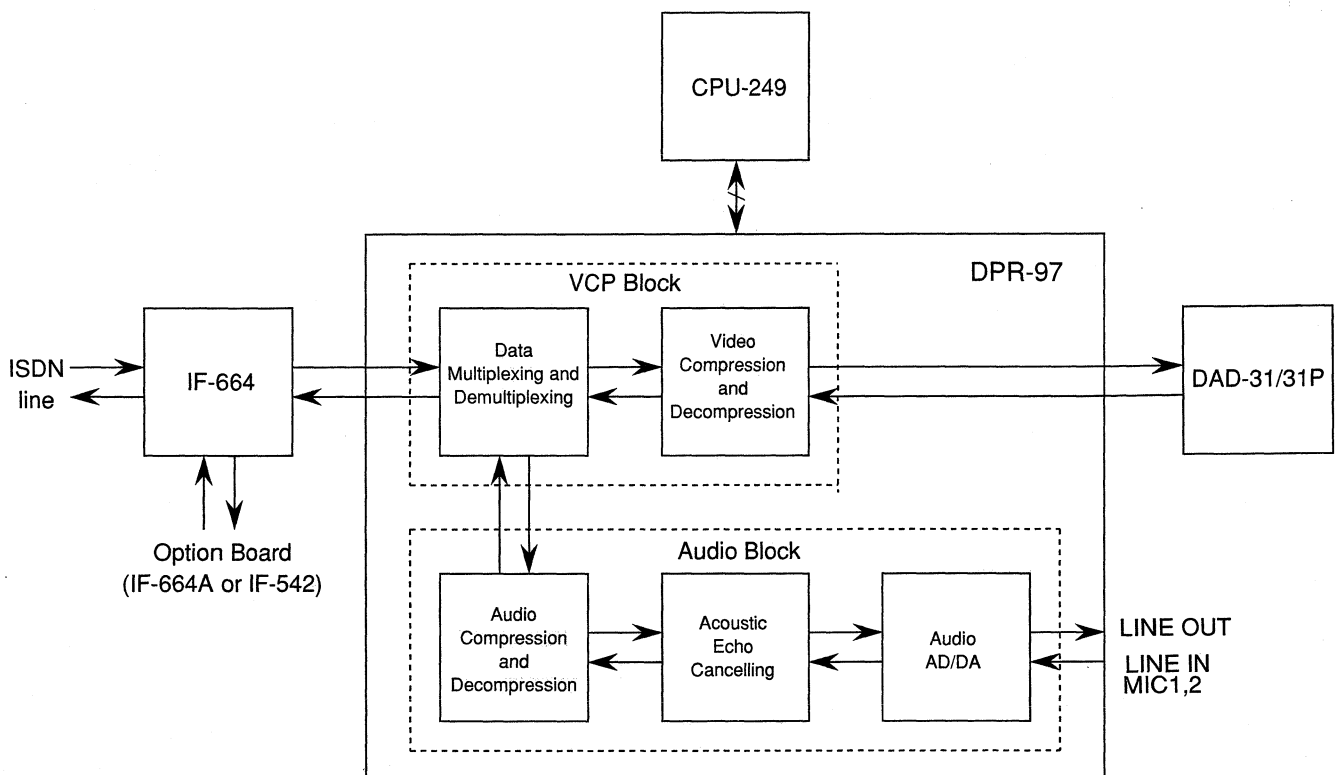 CPU-249
DPR-97
VCP Block
ISDN
line
IF-664
Data
Multiplexing and
Demultiplexing
Video
Compression
and
Decompression
DAD-31/31P
Option Board
(IF-664A or IF-542)
Audio Block
Audio
Compression
and
Decompression
Acoustic
Echo
Cancelling
Audio
AD/DA
LINE OUT
LINE IN
MIC1,2